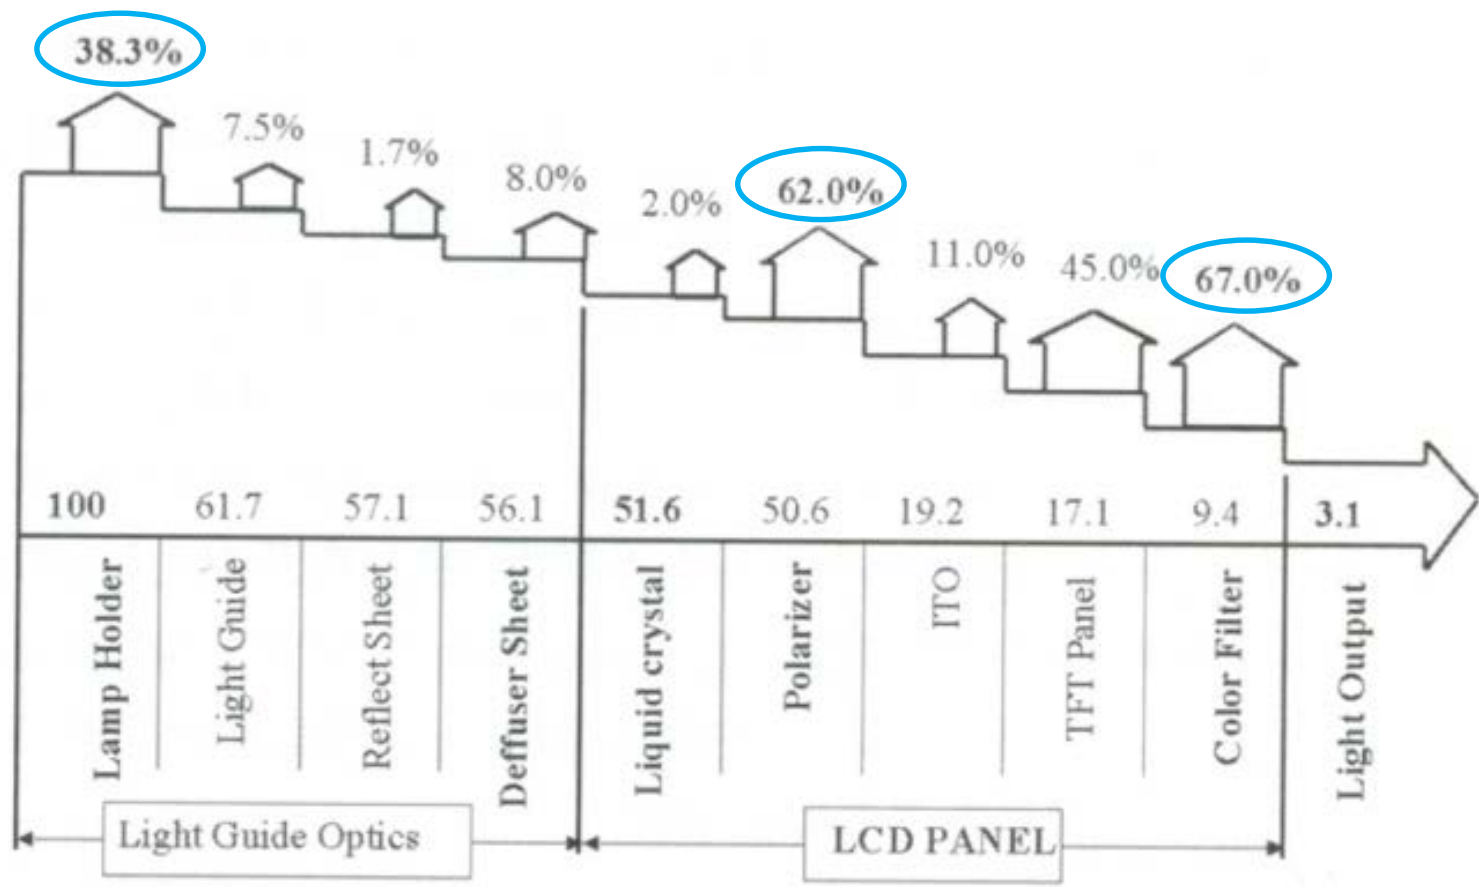 38.3%
7.5%
1.7%
8.0%
2.0%
62.0%
11.0%
45.0%
67.0%
100
61.7
57.1
56.1
51.6
50.6
19.2
17.1
9.4
3.1
Lamp Holder
Light Guide
Reflect Sheet
Deffuser Sheet
Liquid crystal
Polarizer
ITO
TFT Panel
Color Filter
Light Output
Light Guide Optics
LCD PANEL